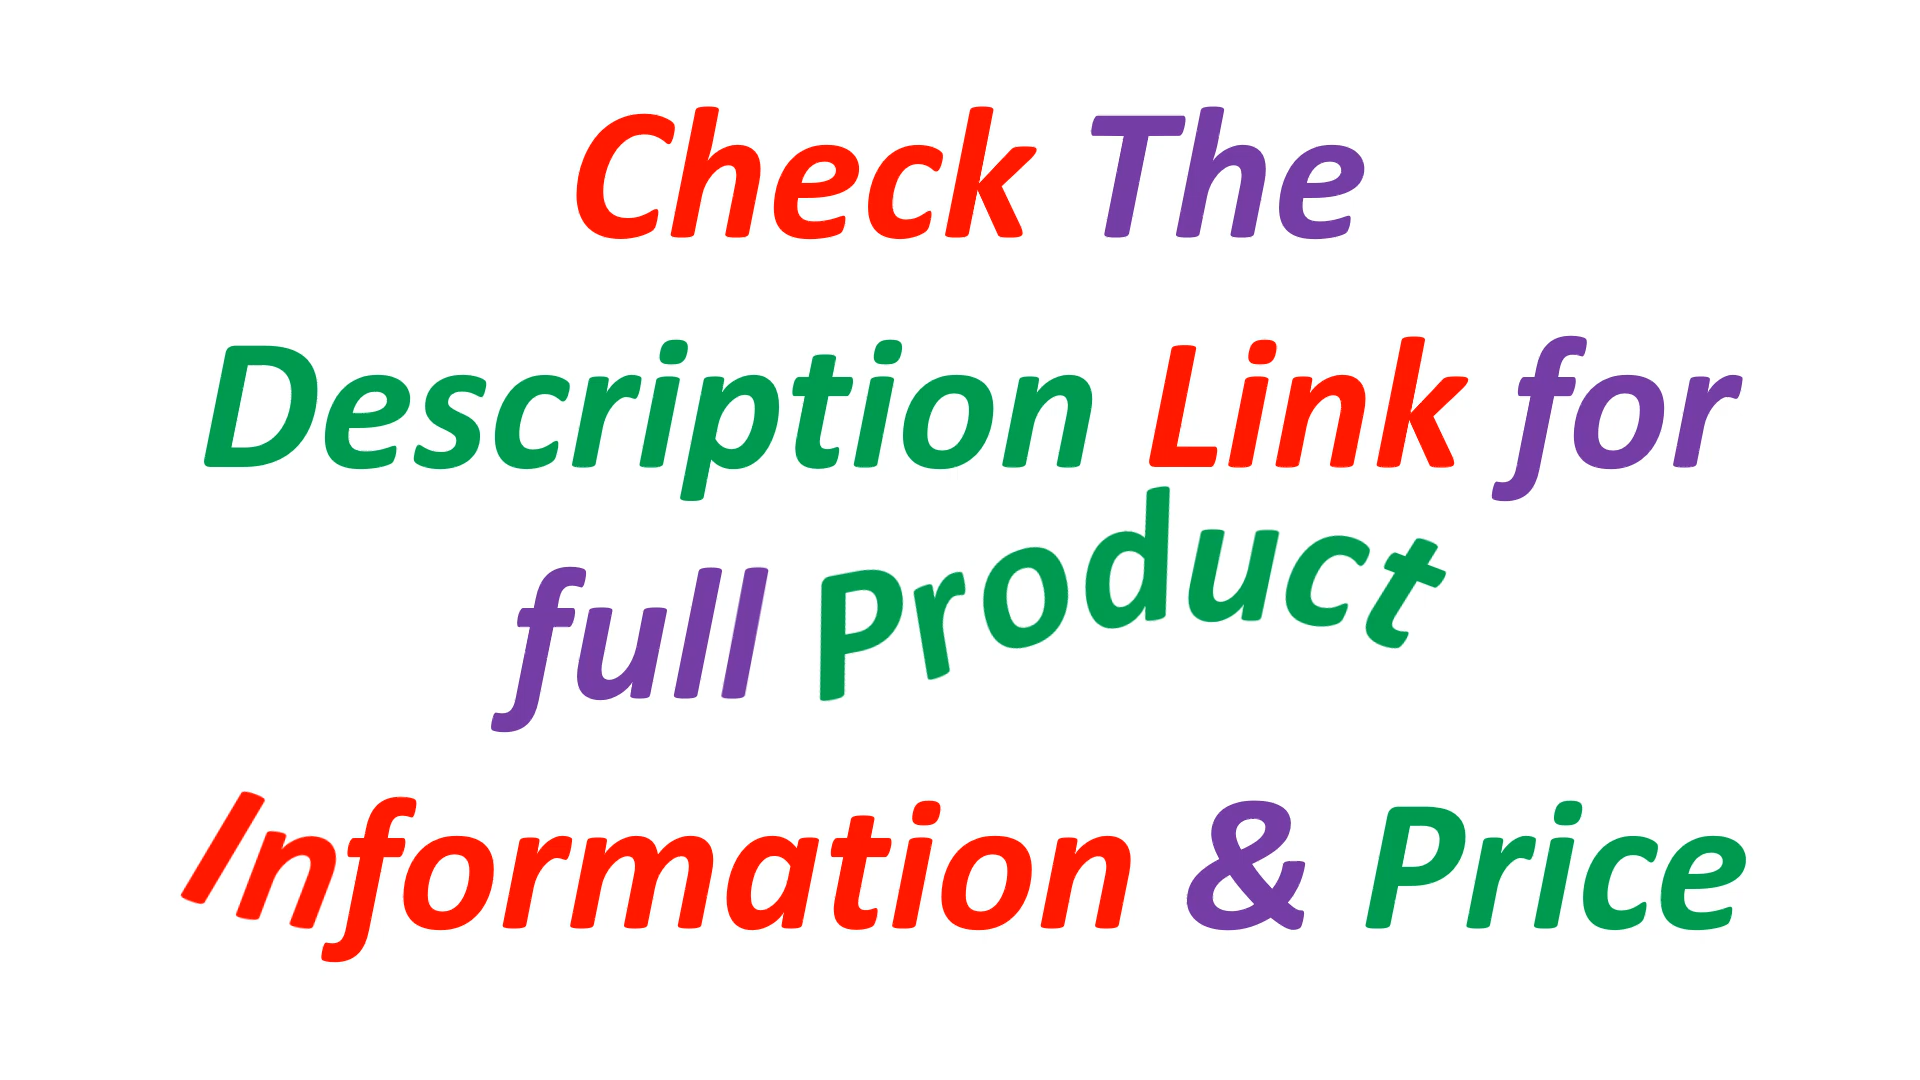 Check The
Description Link for
full Product
Information & Price